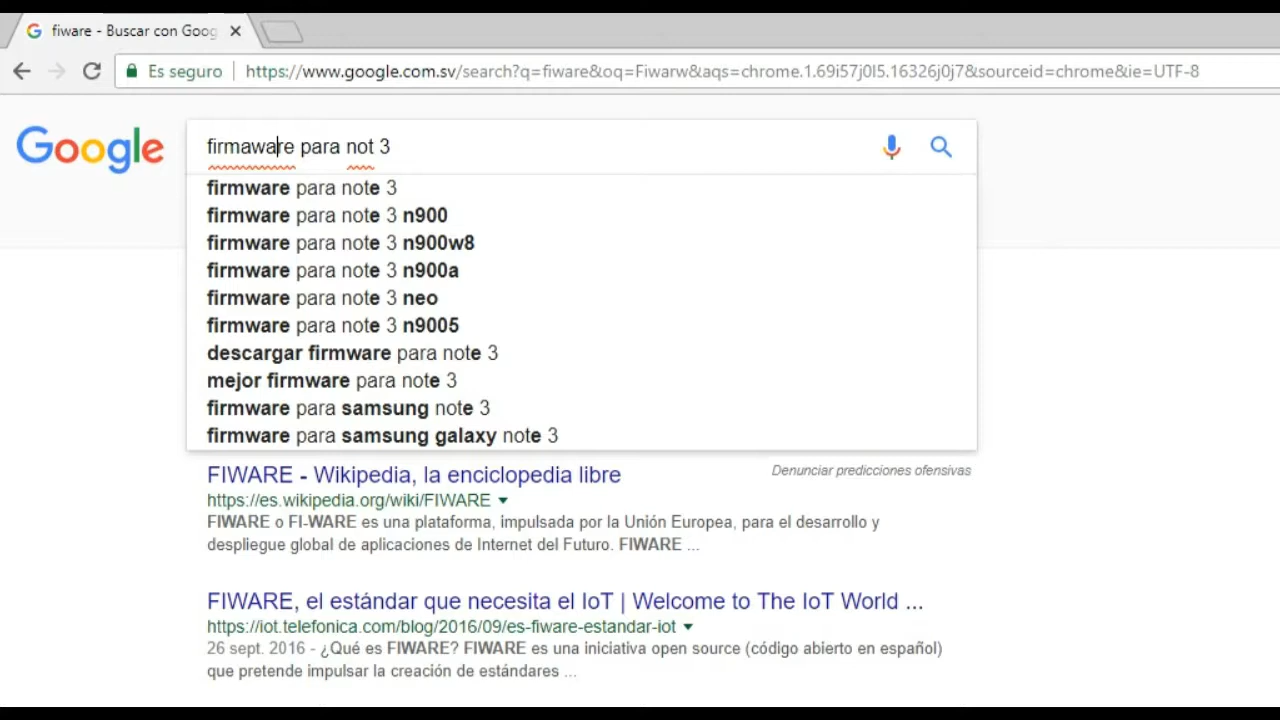 fiware - Buscar con Goog
Es seguro https://www.google.com.sv/search?q=fiware&oq=Fiwarw&aqs=chrome.1.69i57j0l5.16326j0j7&sourceid=chrome&ie=UTF-8
Google
firmaware para not 3
firmware para note 3
firmware para note 3 n900
firmware para note 3 n900w8
firmware para note 3 n900a
firmware para note 3 neo
firmware para note 3 n9005
descargar firmware para note 3
mejor firmware para note 3
firmware para samsung note 3
firmware para samsung galaxy note 3
Denunciar predicciones ofensivas
FIWARE - Wikipedia, la enciclopedia libre
https://es.wikipedia.org/wiki/FIWARE
FIWARE o FI-WARE es una plataforma, impulsada por la Unión Europea, para el desarrollo y
despliegue global de aplicaciones de Internet del Futuro. FIWARE ...
FIWARE, el estándar que necesita el IoT | Welcome to The IoT World ...
https://iot.telefonica.com/blog/2016/09/es-fiware-estandar-iot
26 sept. 2016 - ¿Qué es FIWARE? FIWARE es una iniciativa open source (código abierto en español)
que pretende impulsar la creación de estándares ...